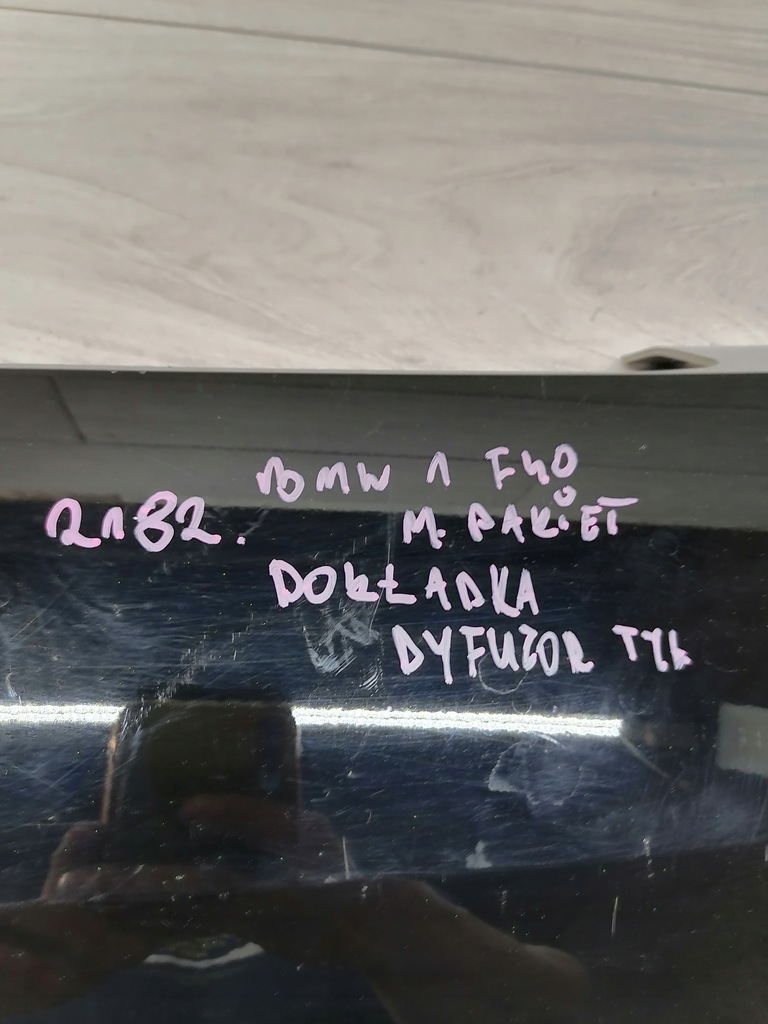 BMW 1 F40
2182. M. PAKiET
DOKŁADKA
DYFUZOR TYŁ